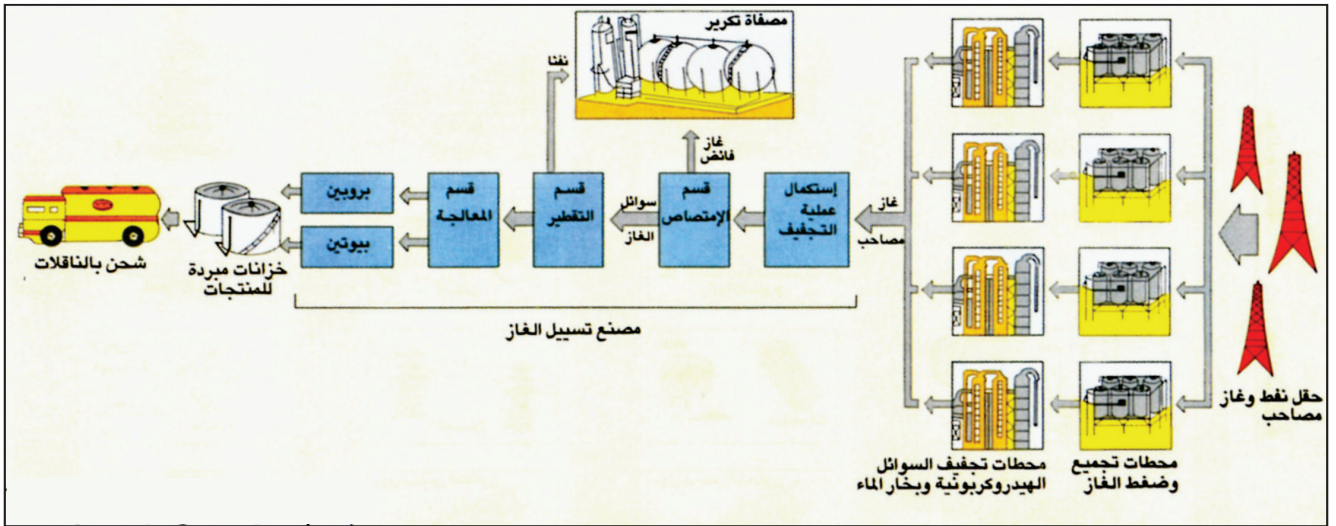 مصفاة تكرير
نفثا
غاز
فائض
حقل نفط وغاز
مصاحب
محطات تجميع
وضغط الغاز
محطات تجفيف السوائل
الهيدروكربونية وبخار الماء
غاز
مصاحب
إستكمال
عملية
التجفيف
قسم
الإمتصاص
سوائل
الغاز
قسم
التقطير
قسم
المعالجة
بروبين
بيوتين
خزانات مبردة
للمنتجات
شحن بالناقلات
مصنع تسييل الغاز